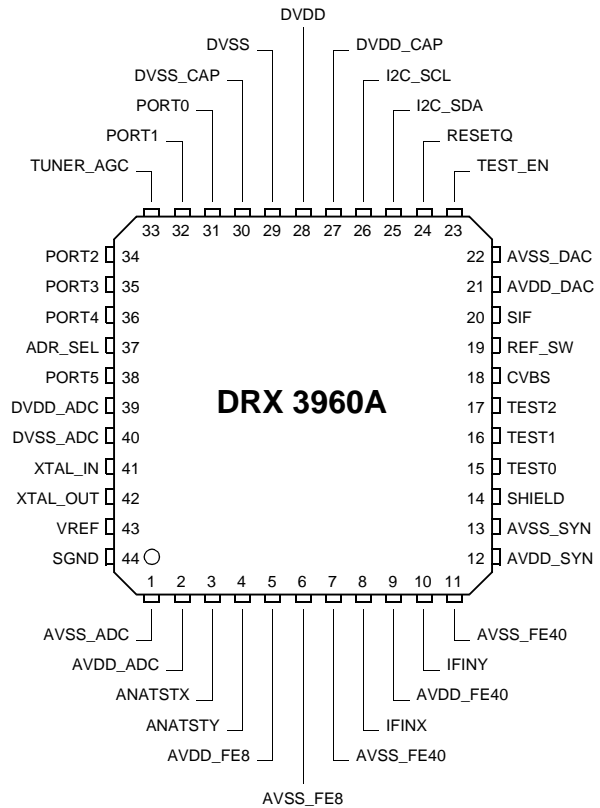 DVDD
DVSS
DVDD_CAP
DVSS_CAP
I2C_SCL
PORT0
I2C_SDA
PORT1
RESETQ
TUNER_AGC
TEST_EN
33 32 31 30 29 28 27 26 25 24 23
PORT2 34
22 AVSS_DAC
PORT3 35
21 AVDD_DAC
PORT4 36
20 SIF
ADR_SEL 37
19 REF_SW
PORT5 38
18 CVBS
DRX 3960A
DVDD_ADC 39
17 TEST2
DVSS_ADC 40
16 TEST1
XTAL_IN 41
15 TEST0
XTAL_OUT 42
14 SHIELD
VREF 43
13 AVSS_SYN
SGND 44
12 AVDD_SYN
1 2 3 4 5 6 7 8 9 10 11
AVSS_ADC
AVSS_FE40
AVDD_ADC
IFINY
ANATSTX
AVDD_FE40
ANATSTY
IFINX
AVDD_FE8
AVSS_FE40
AVSS_FE8